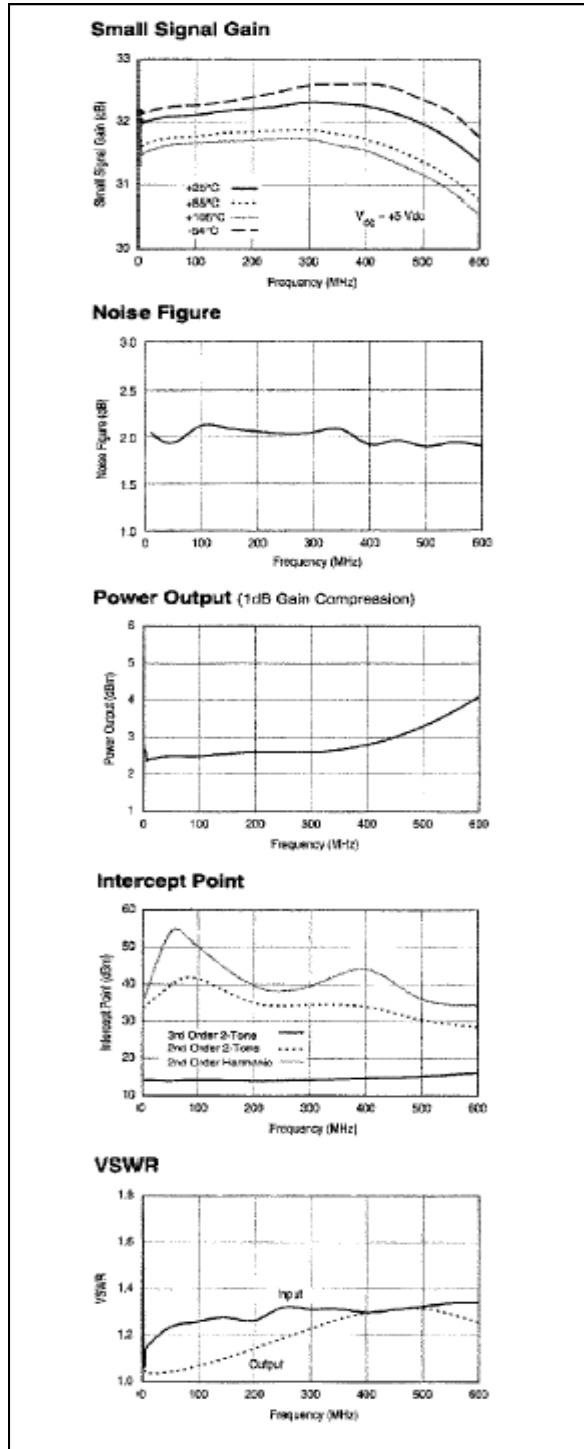 Small Signal Gain
33
32
31
30
Small Signal Gain (dB)
+25°C
+85°C
+100°C
-54°C
= +5 Vdc
0 100 200 300 400 500 600
Frequency (MHz)
Noise Figure
3.0
2.5
2.0
1.5
1.0
Noise Figure (dB)
0 100 200 300 400 500 600
Frequency (MHz)
Power Output (1dB Gain Compression)
6
5
4
3
2
1
Power Output (dBm)
0 100 200 300 400 500 600
Frequency (MHz)
Intercept Point
60
50
40
30
20
10
Intercept Point (dBm)
3rd Order 2-Tone
2nd Order 2-Tone
2nd Order Harmonic
0 100 200 300 400 500 600
Frequency (MHz)
VSWR
1.8
1.6
1.4
1.2
1.0
VSWR
Input
Output
0 100 200 300 400 500 600
Frequency (MHz)